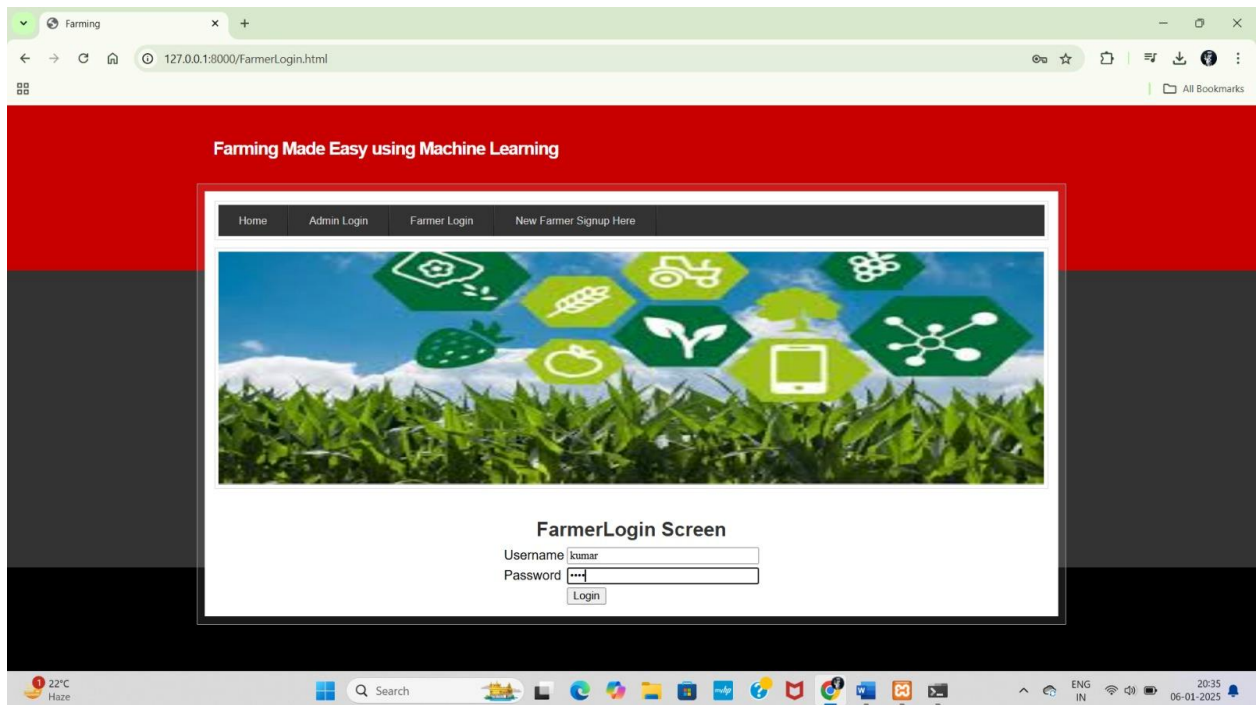 Farming
127.0.0.1:8000/FarmerLogin.html
All Bookmarks
Farming Made Easy using Machine Learning
Home Admin Login Farmer Login New Farmer Signup Here
FarmerLogin Screen
Username kumar
Password ••••
Login
1 22°C
Haze
Search
ENG
IN
20:35
06-01-2025